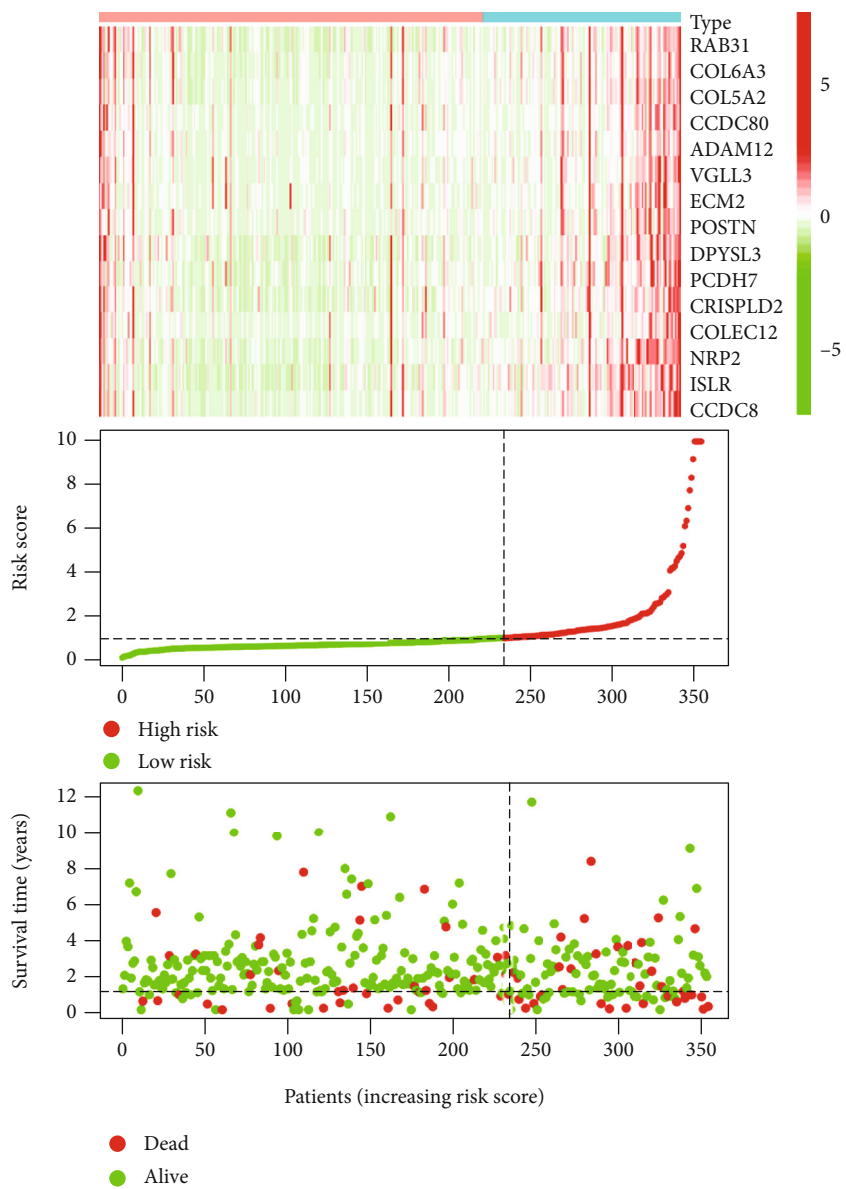 Type
RAB31
COL6A3
COL5A2
CCDC80
ADAM12
VGLL3
ECM2
POSTN
DPYSL3
PCDH7
CRISPLD2
COLEC12
NRP2
ISLR
CCDC8
5
0
−5
10
8
6
4
2
0
Risk score
0 50 100 150 200 250 300 350
High risk
Low risk
12
10
8
6
4
2
0
Survival time (years)
0 50 100 150 200 250 300 350
Patients (increasing risk score)
Dead
Alive